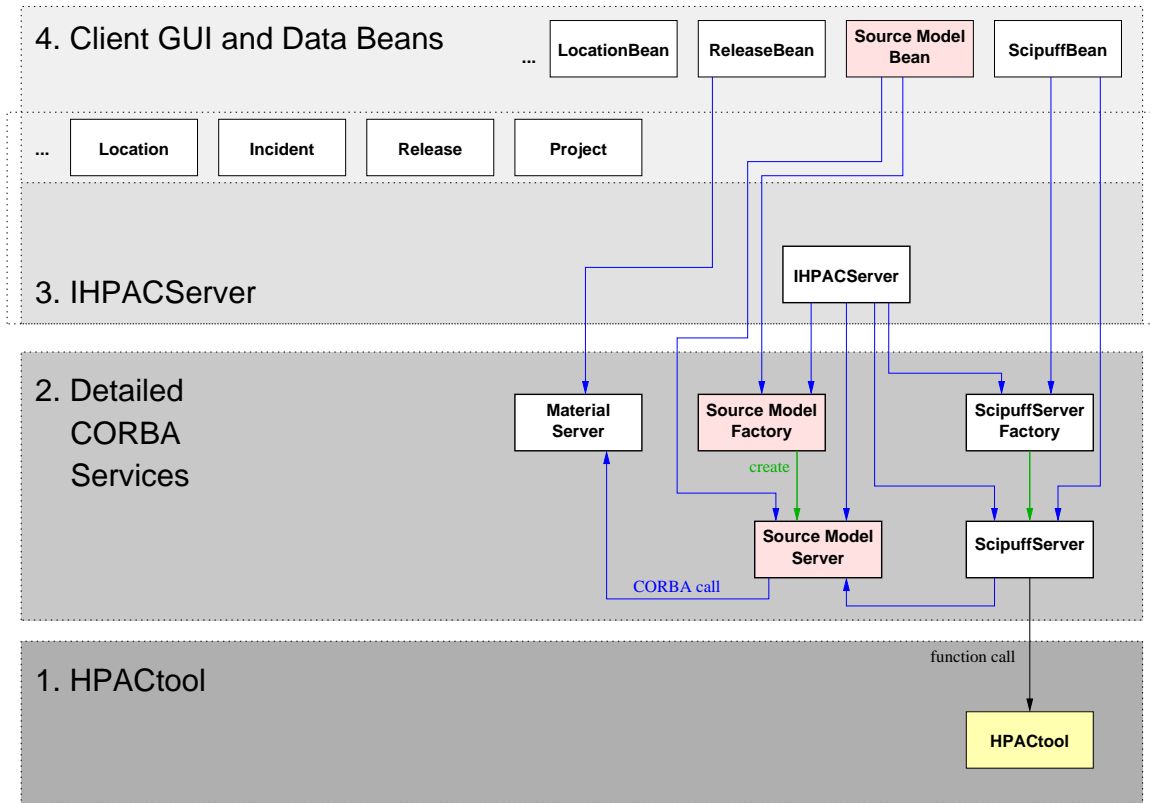 4. Client GUI and Data Beans
...
LocationBean
ReleaseBean
Source Model
Bean
ScipuffBean
...
Location
Incident
Release
Project
3. IHPACServer
IHPACServer
2. Detailed
CORBA
Services
Material
Server
Source Model
Factory
ScipuffServer
Factory
create
Source Model
Server
ScipuffServer
CORBA call
1. HPACtool
function call
HPACtool